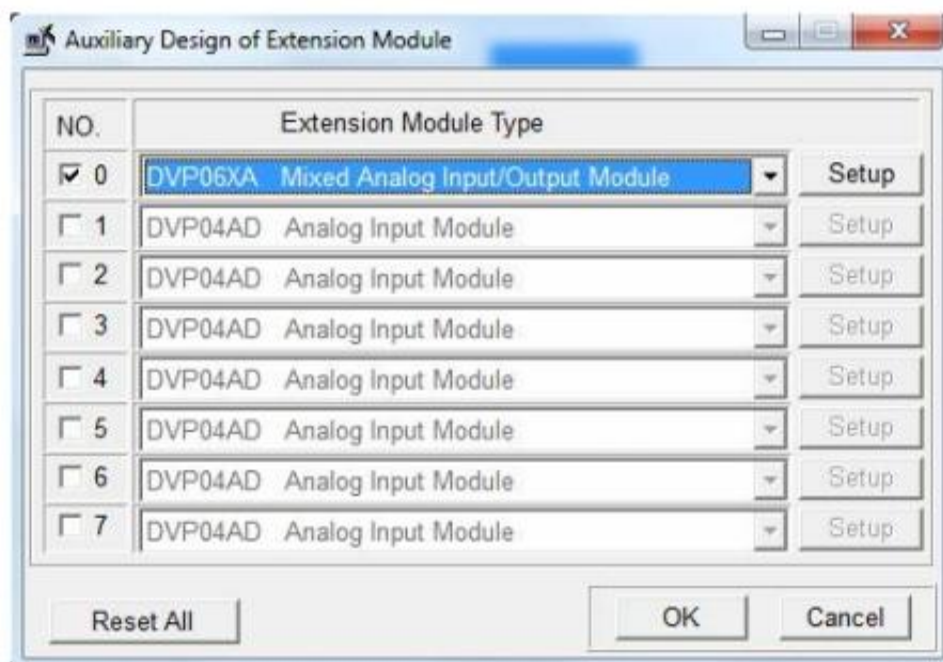 Auxiliary Design of Extension Module
NO. Extension Module Type
0 DVP06XA Mixed Analog Input/Output Module Setup
1 DVP04AD Analog Input Module Setup
2 DVP04AD Analog Input Module Setup
3 DVP04AD Analog Input Module Setup
4 DVP04AD Analog Input Module Setup
5 DVP04AD Analog Input Module Setup
6 DVP04AD Analog Input Module Setup
7 DVP04AD Analog Input Module Setup
Reset All OK Cancel